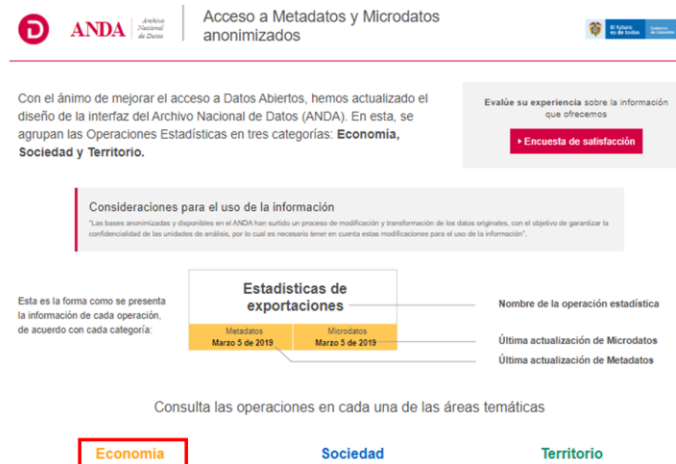 ANDA
Archivo
Nacional
de Datos
Acceso a Metadatos y Microdatos
anonimizados
El futuro
es de todos
Gobierno
de Colombia
Con el ánimo de mejorar el acceso a Datos Abiertos, hemos actualizado el
diseño de la interfaz del Archivo Nacional de Datos (ANDA). En esta, se
agrupan las Operaciones Estadísticas en tres categorías: Economía,
Sociedad y Territorio.
Evalúe su experiencia sobre la información
que ofrecemos
Encuesta de satisfacción
Consideraciones para el uso de la información
"Las bases anonimizadas y disponibles en el ANDA han surtido un proceso de modificación y transformación de los datos originales, con el objetivo de garantizar la
confidencialidad de las unidades de análisis, por lo cual es necesario tener en cuenta estas modificaciones para el uso de la información".
Esta es la forma como se presenta
la información de cada operación,
de acuerdo con cada categoría:
Estadísticas de
exportaciones
Metadatos
Marzo 5 de 2019
Microdatos
Marzo 5 de 2019
Nombre de la operación estadística
Última actualización de Microdatos
Última actualización de Metadatos
Consulta las operaciones en cada una de las áreas temáticas
Economía
Sociedad
Territorio